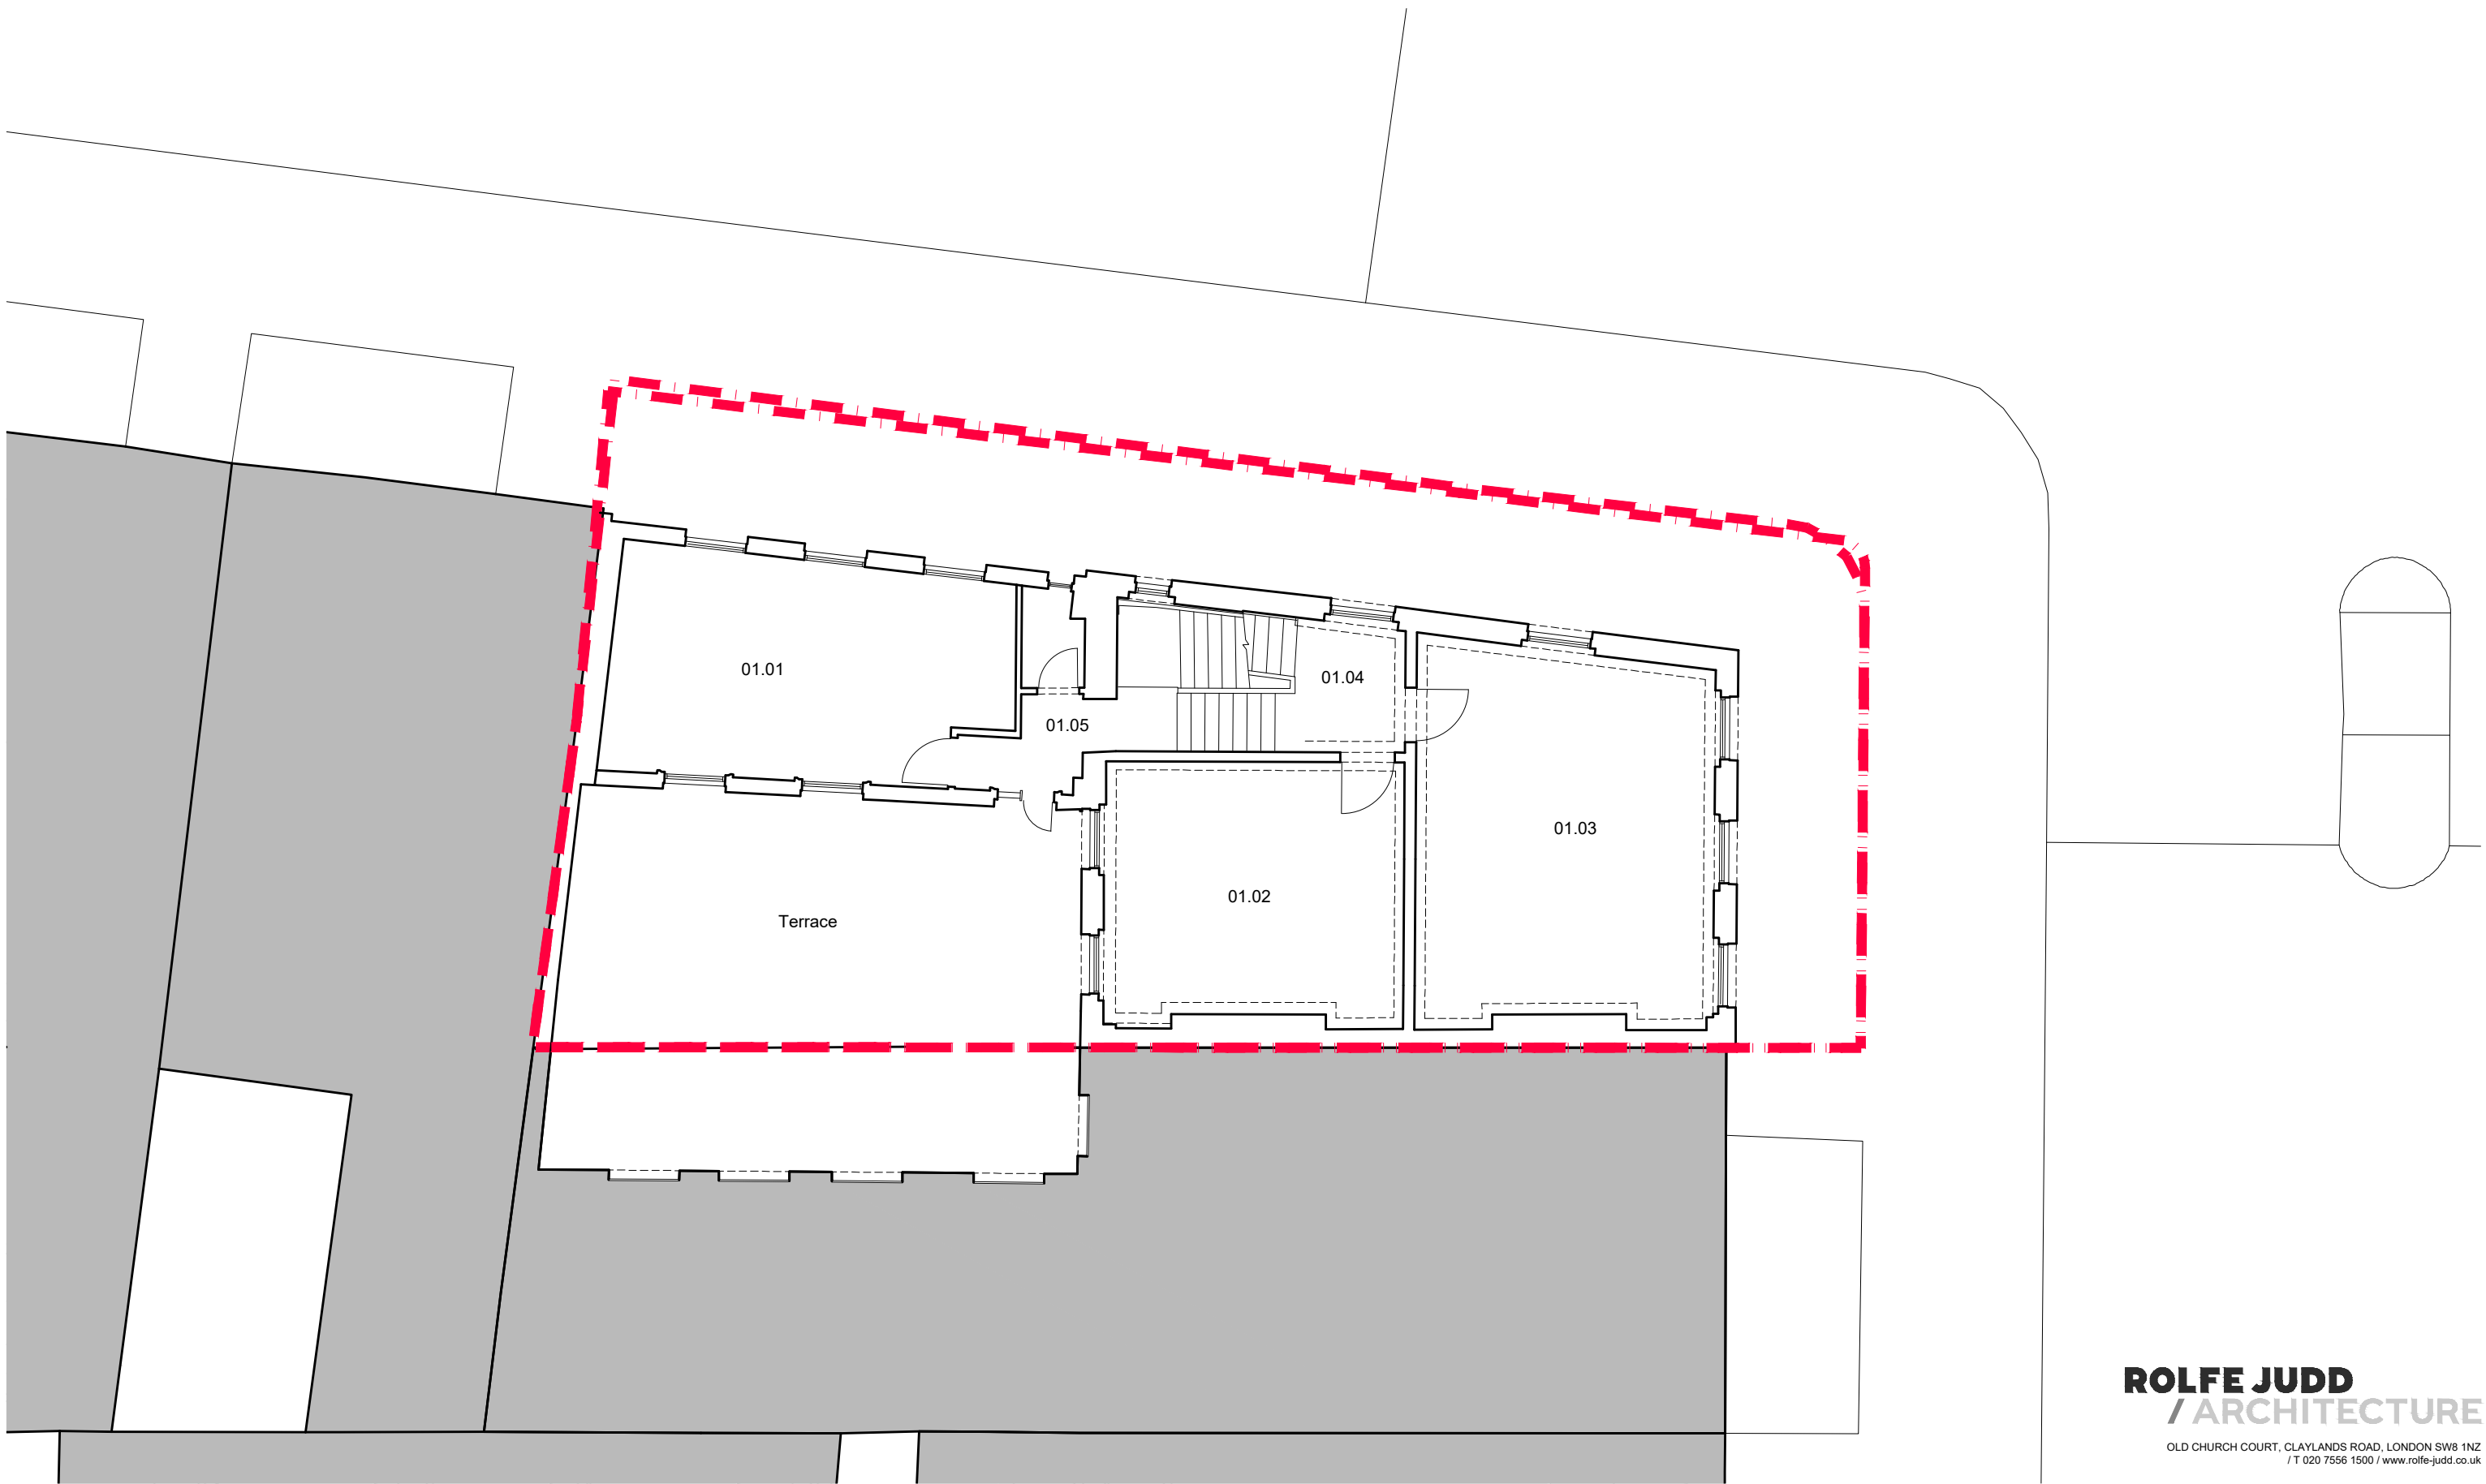 01.01
01.04
01.05
01.03
01.02
Terrace
ROLFE JUDD
/ ARCHITECTURE
OLD CHURCH COURT, CLAYLANDS ROAD, LONDON SW8 1NZ
/ T 020 7556 1500 / www.rolfe-judd.co.uk